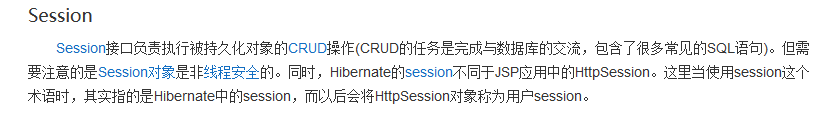 Session
Session接口负责执行被持久化对象的CRUD操作(CRUD的任务是完成与数据库的交流，包含了很多常见的SQL语句)。但需
要注意的是Session对象是非线程安全的。同时，Hibernate的session不同于JSP应用中的HttpSession。这里当使用session这个
术语时，其实指的是Hibernate中的session，而以后会将HttpSession对象称为用户session。